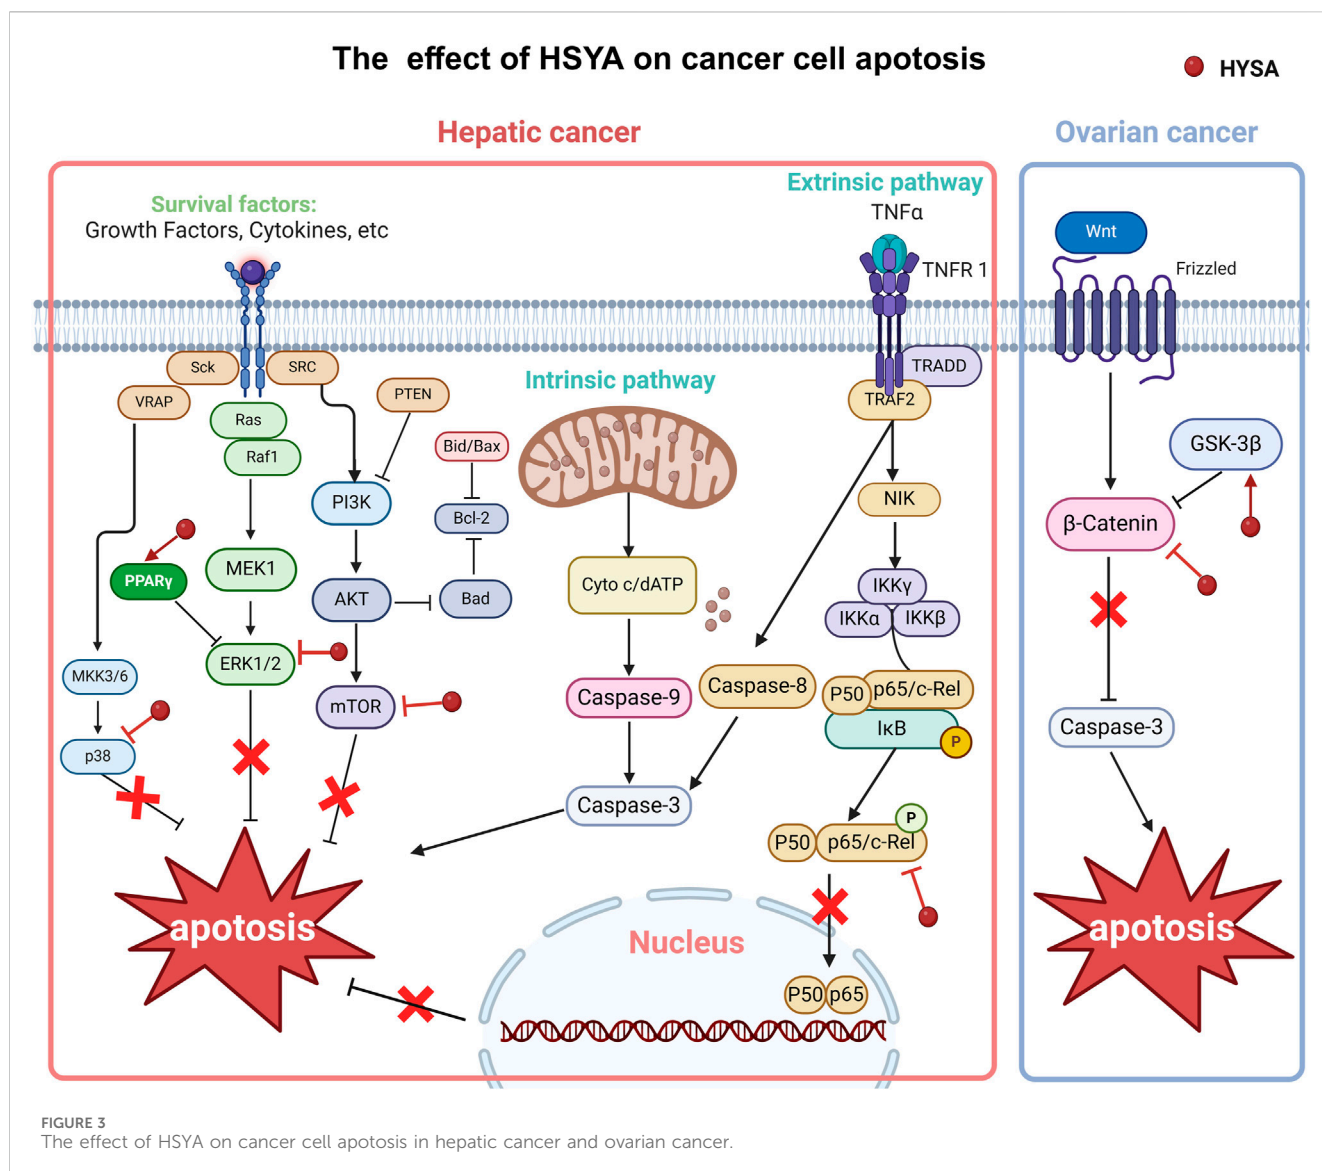 The effect of HSYA on cancer cell apotosis
HYSA
Hepatic cancer
Ovarian cancer
Survival factors:
Growth Factors, Cytokines, etc
Extrinsic pathway
TNFα
TNFR 1
Wnt
Frizzled
Sck
SRC
VRAP
Ras
Raf1
PTEN
Intrinsic pathway
TRADD
TRAF2
Bid/Bax
PI3K
Bcl-2
NIK
GSK-3β
β-Catenin
PPARγ
MEK1
AKT
Bad
Cyto c/dATP
IKKγ
IKKα
IKKβ
ERK1/2
MKK3/6
mTOR
Caspase-9
Caspase-8
P50
p65/c-Rel
IκB
P
p38
Caspase-3
Caspase-3
P
P50
p65/c-Rel
apotosis
Nucleus
P50
p65
apotosis
FIGURE 3
The effect of HSYA on cancer cell apotosis in hepatic cancer and ovarian cancer.